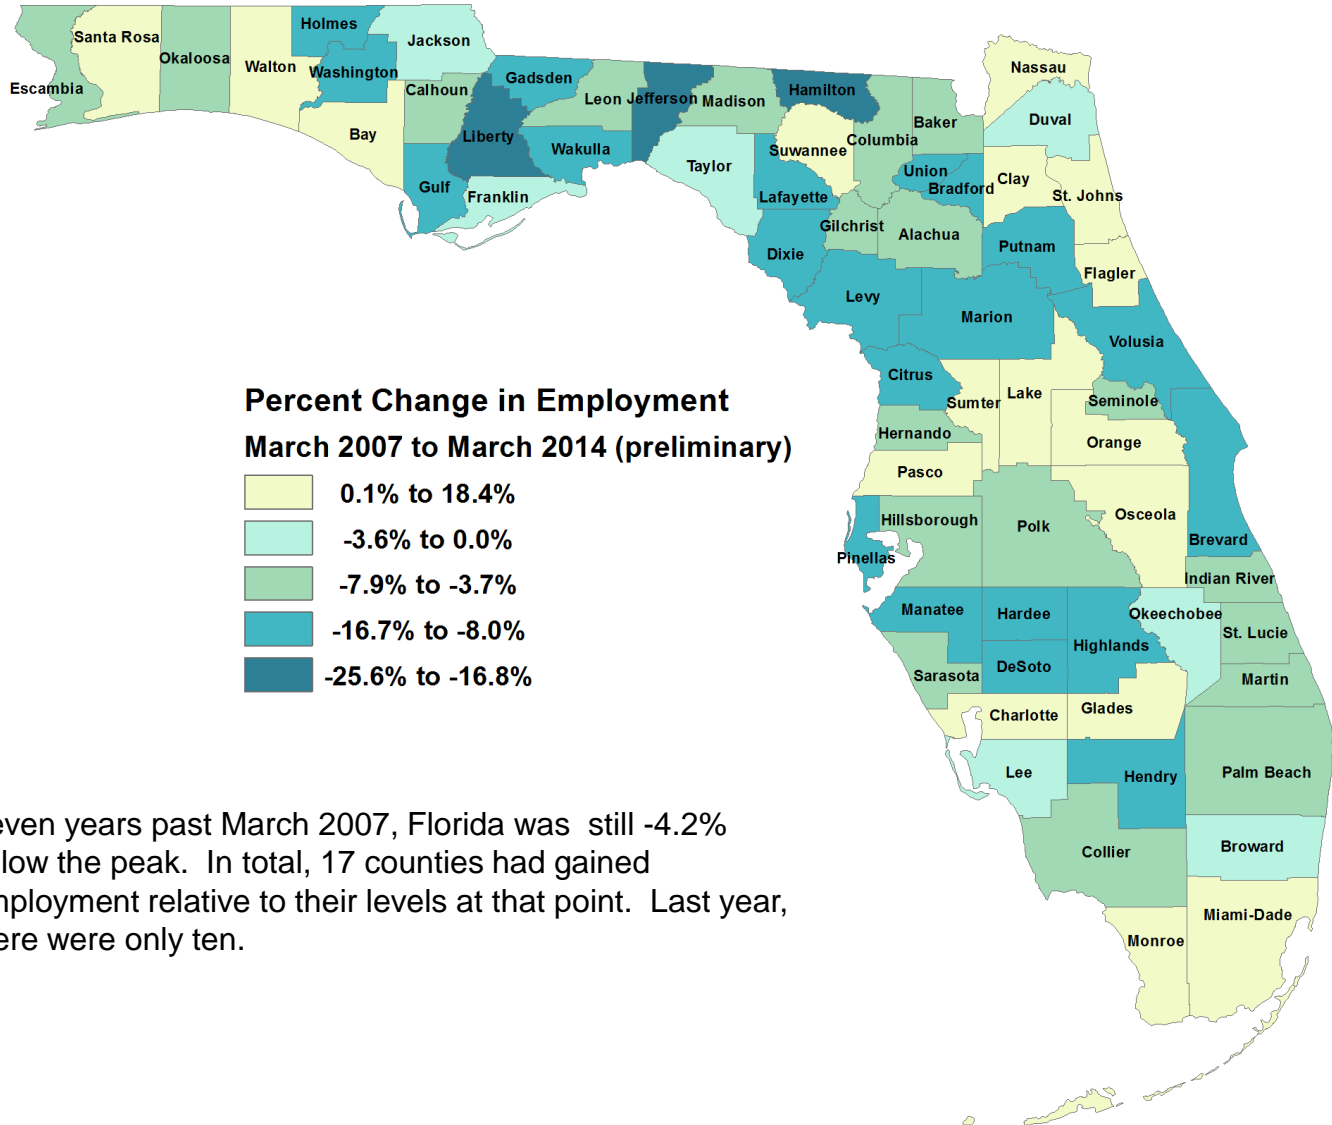 Holmes
Jackson
Santa Rosa
Okaloosa
Walton
Washington
Escambia
Calhoun
Gadsden
Leon
Jefferson
Madison
Hamilton
Nassau
Bay
Liberty
Wakulla
Taylor
Suwannee
Columbia
Baker
Duval
Gulf
Franklin
Lafayette
Union
Bradford
Clay
St. Johns
Gilchrist
Alachua
Putnam
Dixie
Flagler
Levy
Marion
Volusia
Citrus
Sumter
Lake
Seminole
Hernando
Orange
Pasco
Hillsborough
Polk
Osceola
Pinellas
Brevard
Indian River
Manatee
Hardee
Okeechobee
Highlands
St. Lucie
DeSoto
Sarasota
Martin
Charlotte
Glades
Lee
Hendry
Palm Beach
Collier
Broward
Monroe
Miami-Dade
Percent Change in Employment
March 2007 to March 2014 (preliminary)
0.1% to 18.4%
-3.6% to 0.0%
-7.9% to -3.7%
-16.7% to -8.0%
-25.6% to -16.8%
even years past March 2007, Florida was still -4.2%
low the peak. In total, 17 counties had gained
mployment relative to their levels at that point. Last year,
ere were only ten.